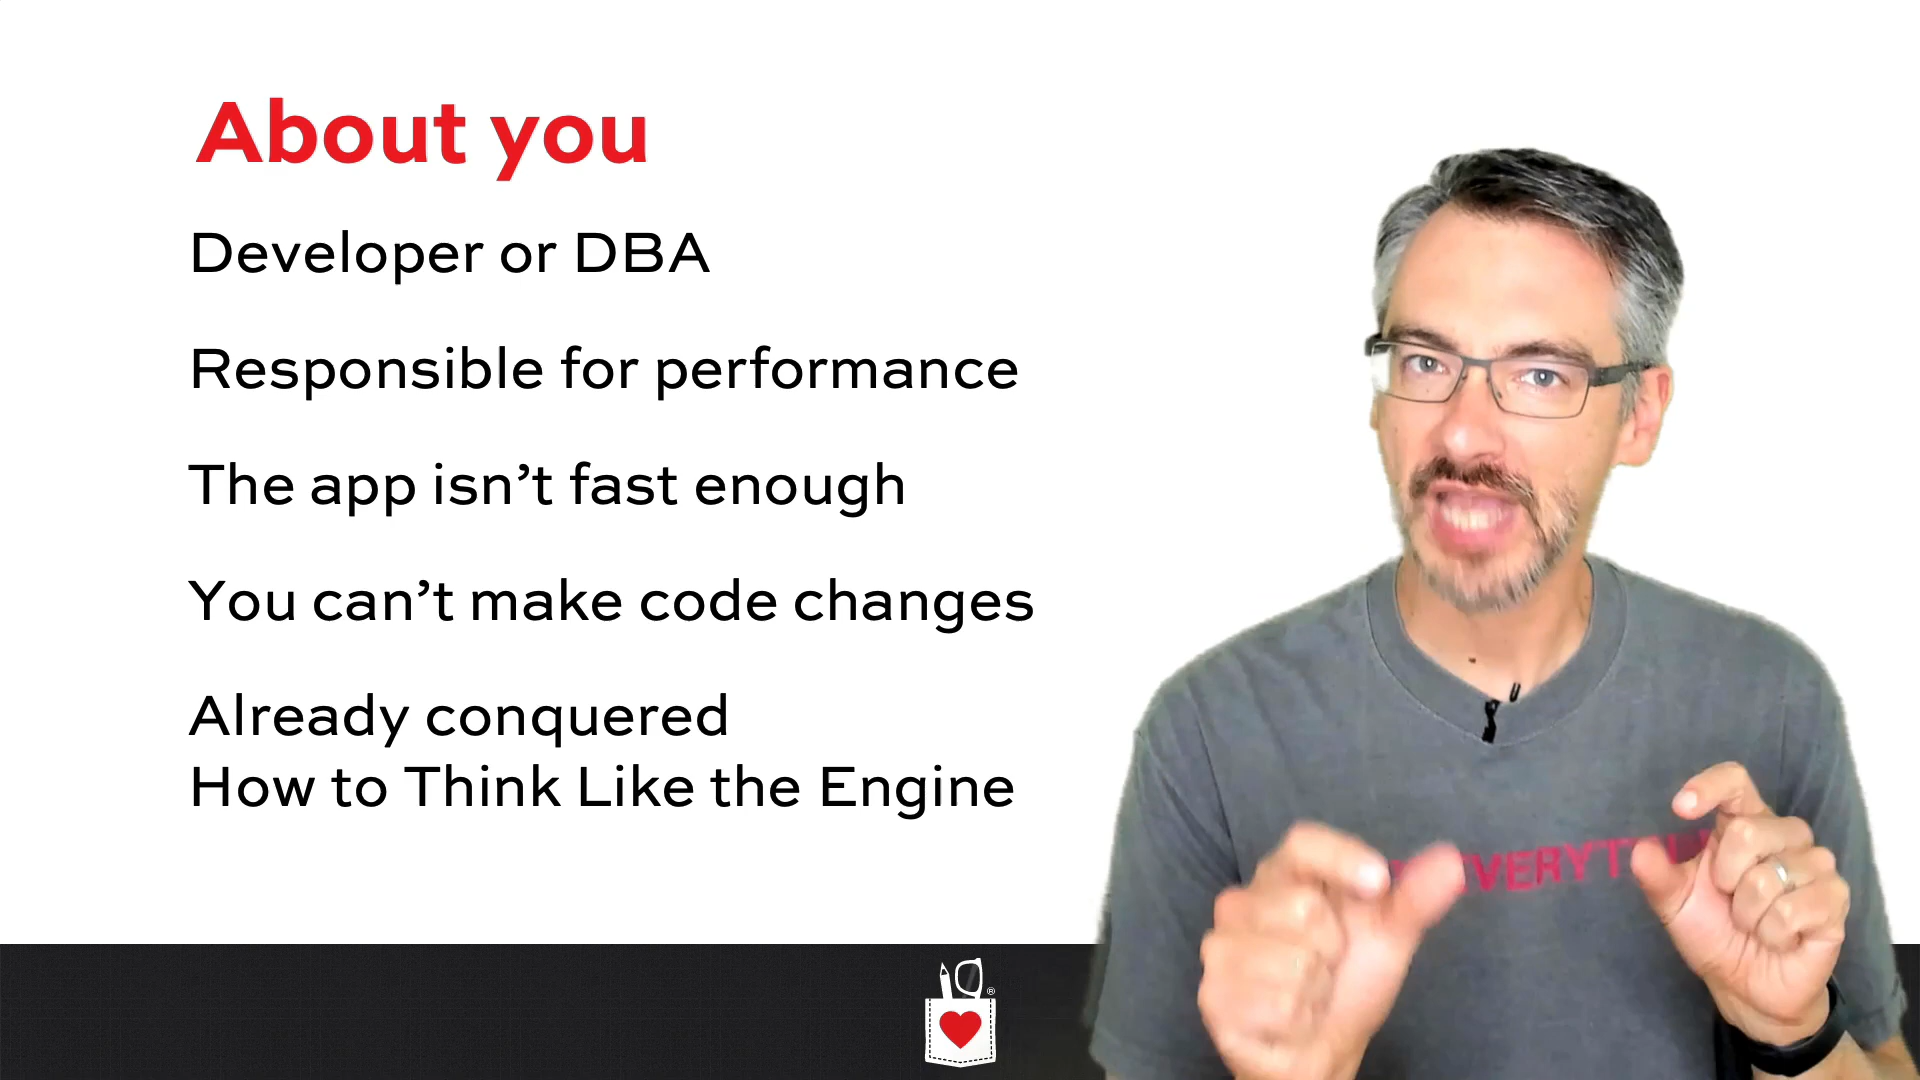 About you
Developer or DBA
Responsible for performance
The app isn’t fast enough
You can’t make code changes
Already conquered
How to Think Like the Engine
®